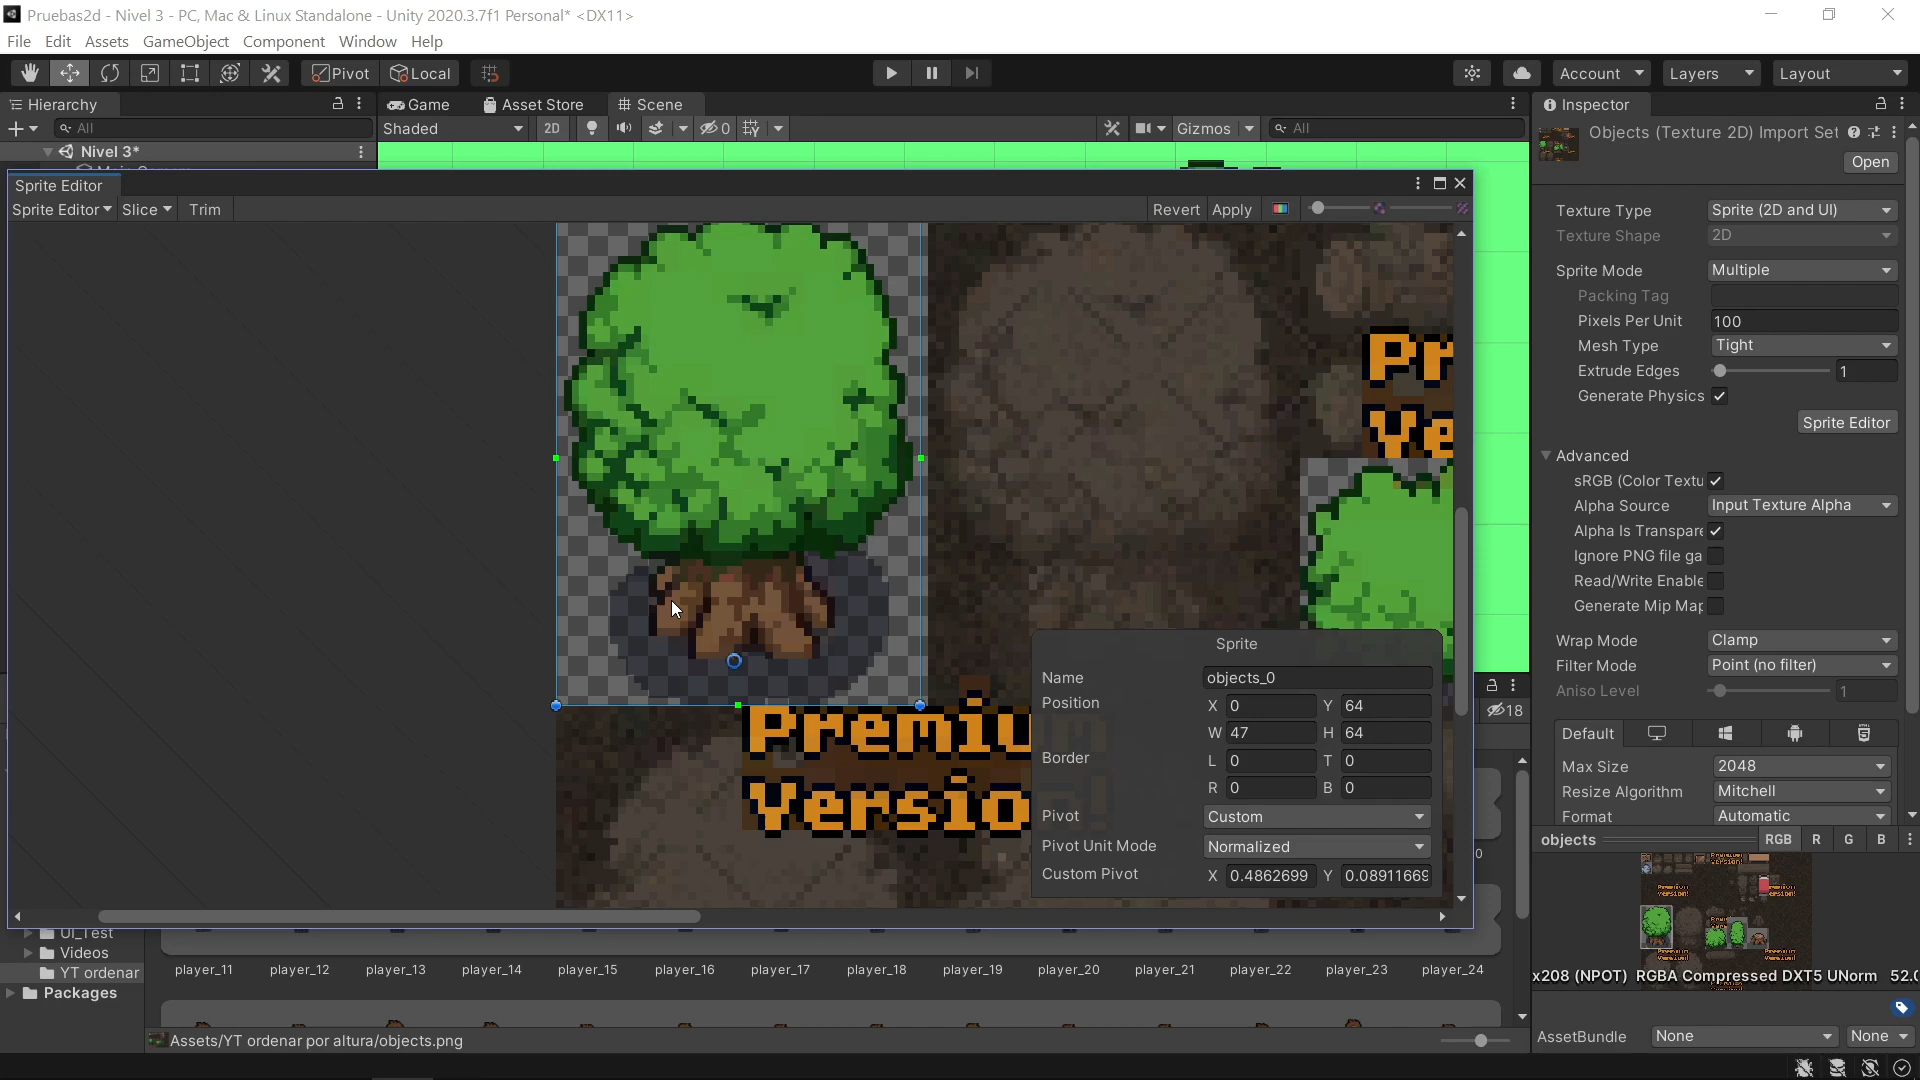 Pruebas2d - Nivel 3 - PC, Mac & Linux Standalone - Unity 2020.3.7f1 Personal* <DX11>
File Edit Assets GameObject Component Window Help
Pivot Local Account Layers Layout
Hierarchy Game Asset Store Scene Inspector
All Shaded 2D 0 Gizmos All
Objects (Texture 2D) Import Set
Nivel 3*
Open
Sprite Editor
Sprite Editor Slice Trim Revert Apply
Texture Type Sprite (2D and UI)
Texture Shape 2D
Sprite Mode Multiple
Packing Tag
Pixels Per Unit 100
Mesh Type Tight
Extrude Edges 1
Generate Physics
Sprite Editor
Advanced
sRGB (Color Textu
Alpha Source Input Texture Alpha
Alpha Is Transpare
Ignore PNG file ga
Read/Write Enable
Generate Mip Map
Wrap Mode Clamp
Filter Mode Point (no filter)
Aniso Level 1
Default
Max Size 2048
Resize Algorithm Mitchell
Format Automatic
Pr
Ve
Premiu
Version!
Sprite
Name objects_0
Position X 0 Y 64
W 47 H 64
Border L 0 T 0
R 0 B 0
Pivot Custom
Pivot Unit Mode Normalized
Custom Pivot X 0.4862699 Y 0.08911669
18
0
objects RGB R G B
x208 (NPOT) RGBA Compressed DXT5 UNorm 52.0
UI_Test
Videos
YT ordenar
Packages
player_11 player_12 player_13 player_14 player_15 player_16 player_17 player_18 player_19 player_20 player_21 player_22 player_23 player_24
Assets/YT ordenar por altura/objects.png
AssetBundle None None